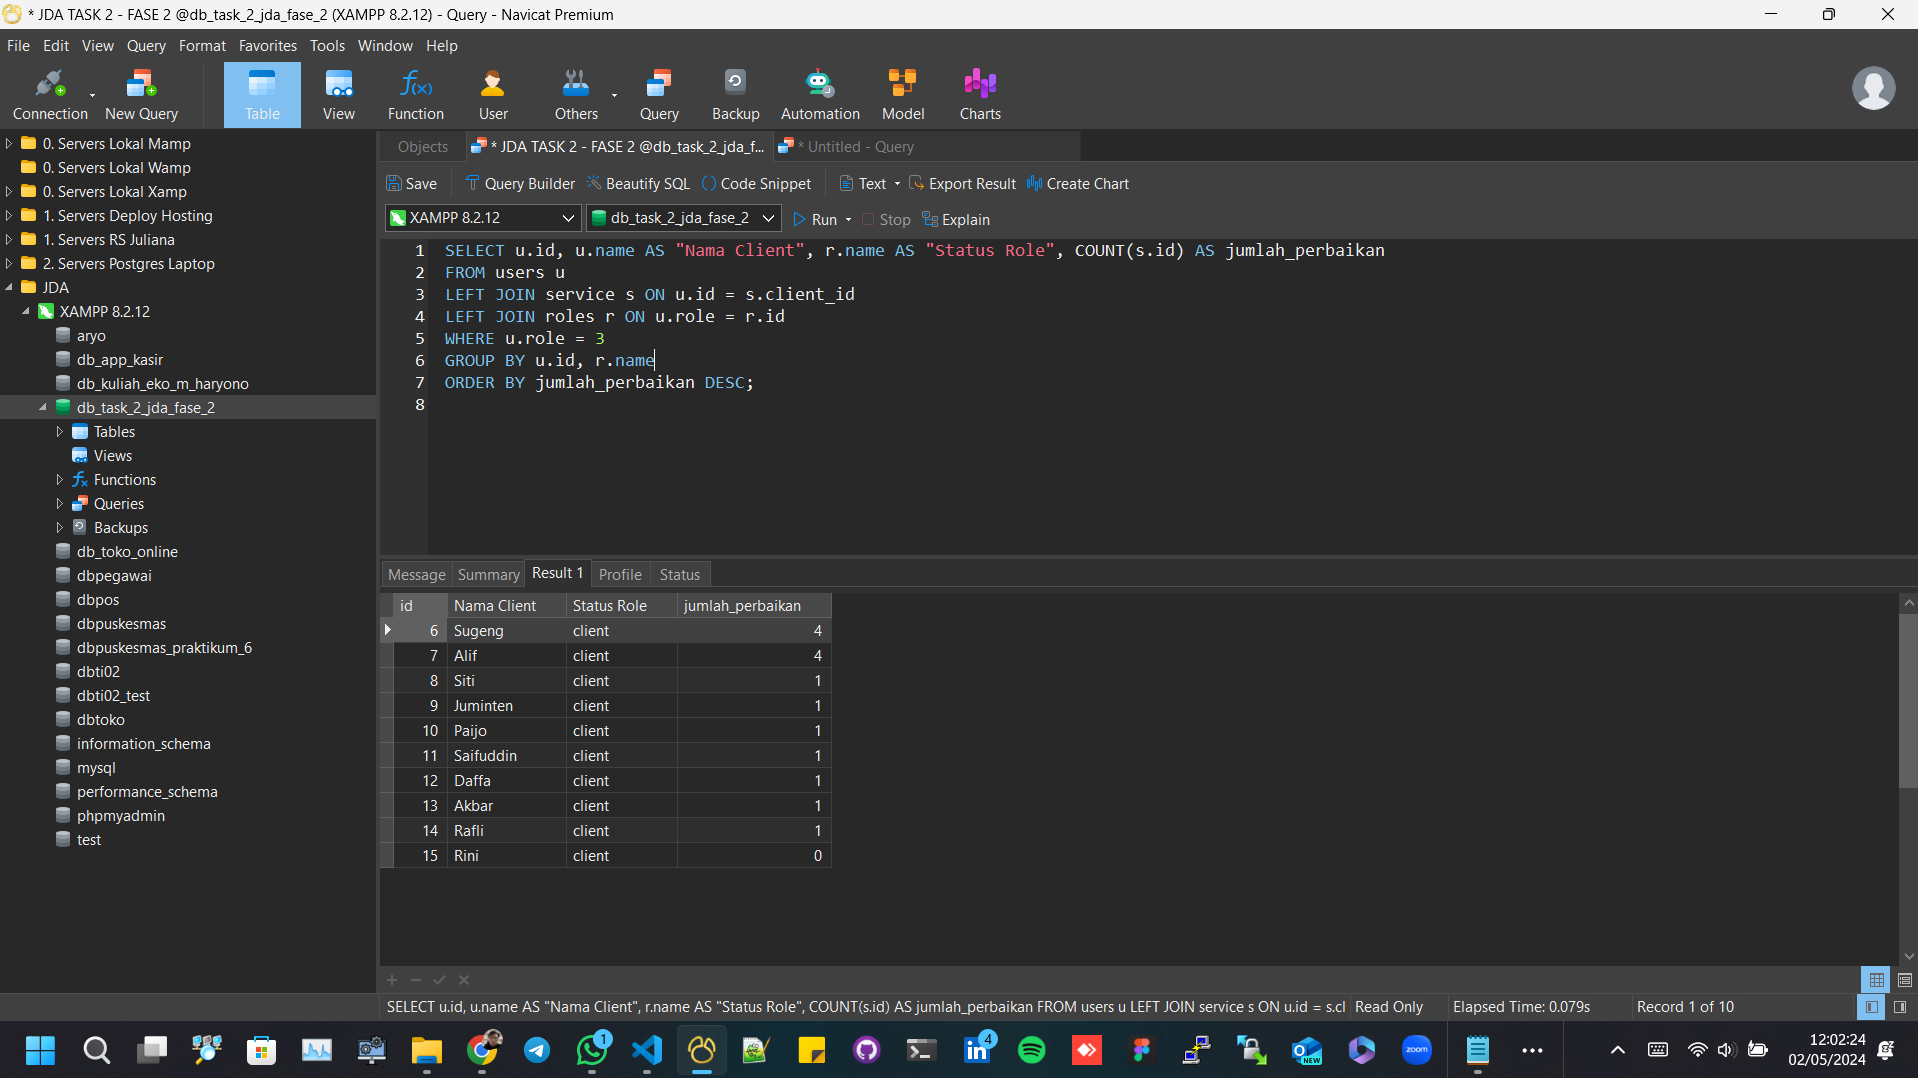 * JDA TASK 2 - FASE 2 @db_task_2_jda_fase_2 (XAMPP 8.2.12) - Query - Navicat Premium
File Edit View Query Format Favorites Tools Window Help
Connection New Query Table View Function User Others Query Backup Automation Model Charts
0. Servers Lokal Mamp
0. Servers Lokal Wamp
0. Servers Lokal Xamp
1. Servers Deploy Hosting
1. Servers RS Juliana
2. Servers Postgres Laptop
JDA
XAMPP 8.2.12
aryo
db_app_kasir
db_kuliah_eko_m_haryono
db_task_2_jda_fase_2
Tables
Views
Functions
Queries
Backups
db_toko_online
dbpegawai
dbpos
dbpuskesmas
dbpuskesmas_praktikum_6
dbti02
dbti02_test
dbtoko
information_schema
mysql
performance_schema
phpmyadmin
test
Objects * JDA TASK 2 - FASE 2 @db_task_2_jda_f... * Untitled - Query
Save Query Builder Beautify SQL () Code Snippet Text Export Result Create Chart
XAMPP 8.2.12 db_task_2_jda_fase_2 Run Stop Explain
1 SELECT u.id, u.name AS "Nama Client", r.name AS "Status Role", COUNT(s.id) AS jumlah_perbaikan
2 FROM users u
3 LEFT JOIN service s ON u.id = s.client_id
4 LEFT JOIN roles r ON u.role = r.id
5 WHERE u.role = 3
6 GROUP BY u.id, r.name
7 ORDER BY jumlah_perbaikan DESC;
8
Message Summary Result 1 Profile Status
id Nama Client Status Role jumlah_perbaikan
6 Sugeng client 4
7 Alif client 4
8 Siti client 1
9 Juminten client 1
10 Paijo client 1
11 Saifuddin client 1
12 Daffa client 1
13 Akbar client 1
14 Rafli client 1
15 Rini client 0
SELECT u.id, u.name AS "Nama Client", r.name AS "Status Role", COUNT(s.id) AS jumlah_perbaikan FROM users u LEFT JOIN service s ON u.id = s.cl Read Only Elapsed Time: 0.079s Record 1 of 10
1
4
NEW
zoom
12:02:24
02/05/2024